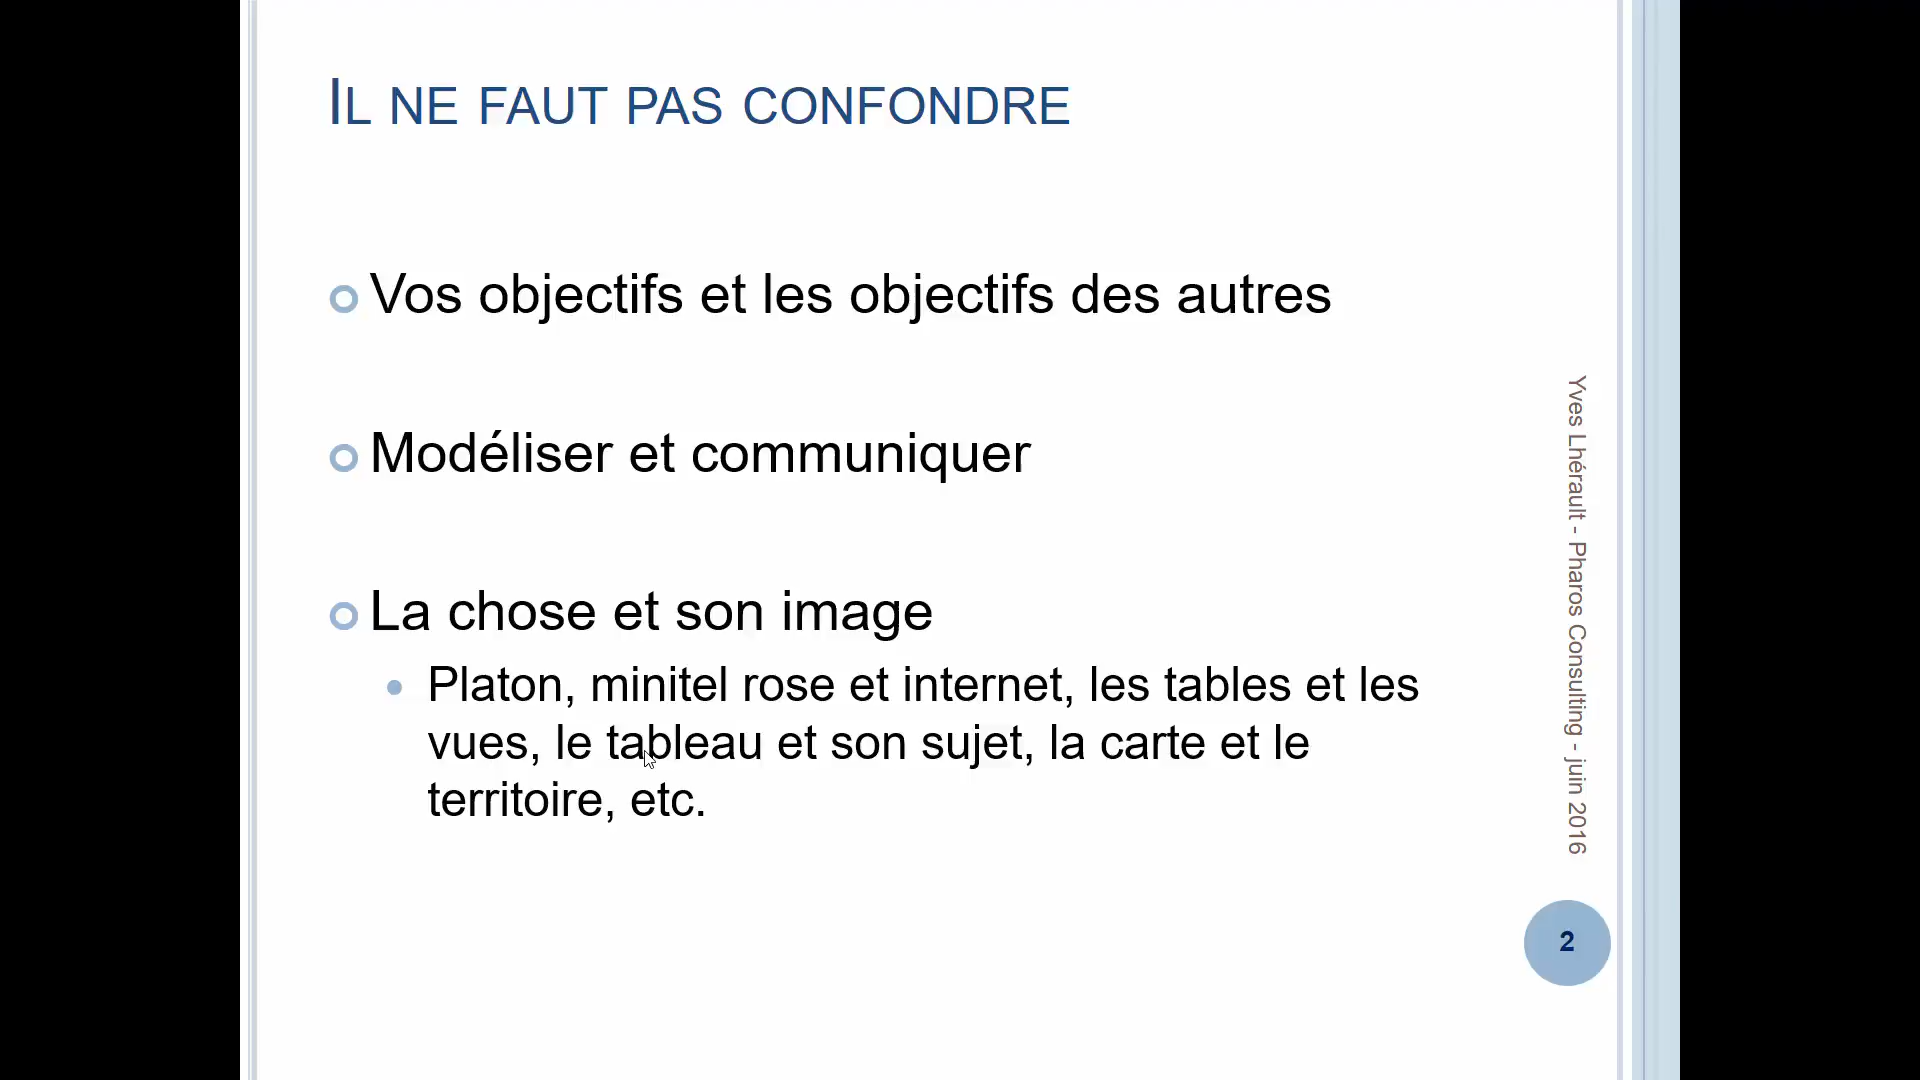 IL NE FAUT PAS CONFONDRE
Vos objectifs et les objectifs des autres
Modéliser et communiquer
La chose et son image
Platon, minitel rose et internet, les tables et les
vues, le tableau et son sujet, la carte et le
territoire, etc.
Yves Lhérault - Pharos Consulting - juin 2016
2